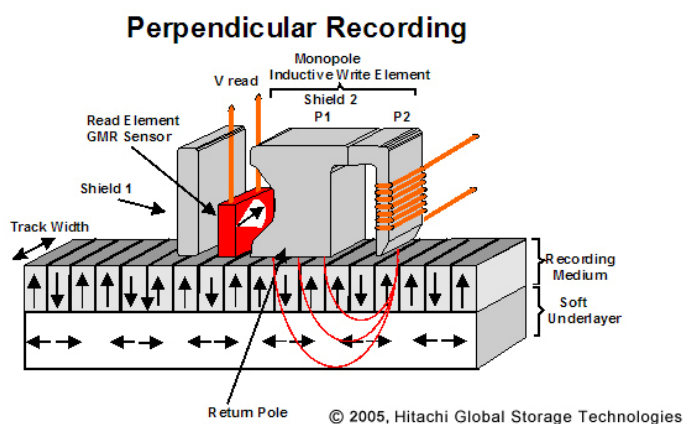 Perpendicular Recording
Monopole
Inductive Write Element
V read
Shield 2
P1 P2
Read Element
GMR Sensor
Shield 1
Track Width
Recording
Medium
Soft
Underlayer
Return Pole
© 2005, Hitachi Global Storage Technologies